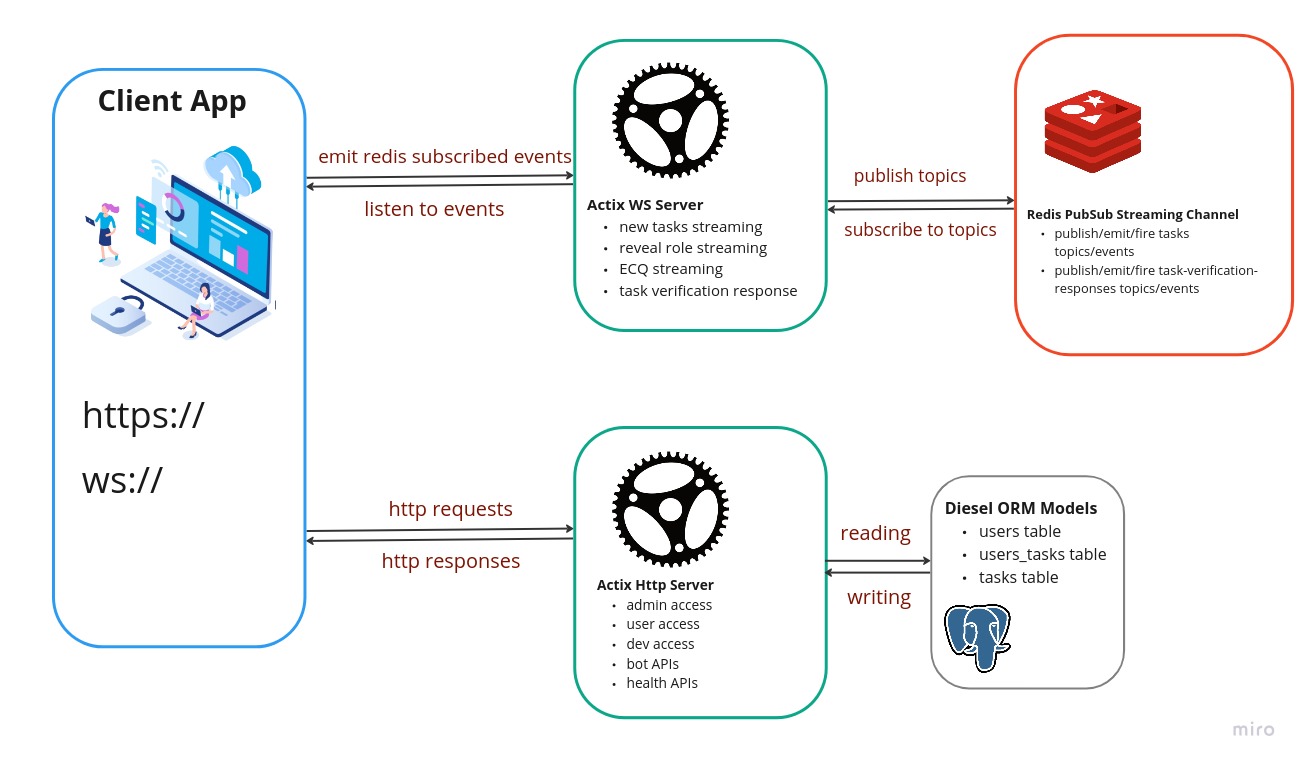 Client App
https://
ws://
emit redis subscribed events
listen to events
Actix WS Server
• new tasks streaming
• reveal role streaming
• ECQ streaming
• task verification response
publish topics
subscribe to topics
Redis PubSub Streaming Channel
• publish/emit/fire tasks
topics/events
• publish/emit/fire task-verification-
responses topics/events
http requests
http responses
Actix Http Server
• admin access
• user access
• dev access
• bot APIs
• health APIs
reading
writing
Diesel ORM Models
• users table
• users_tasks table
• tasks table
miro